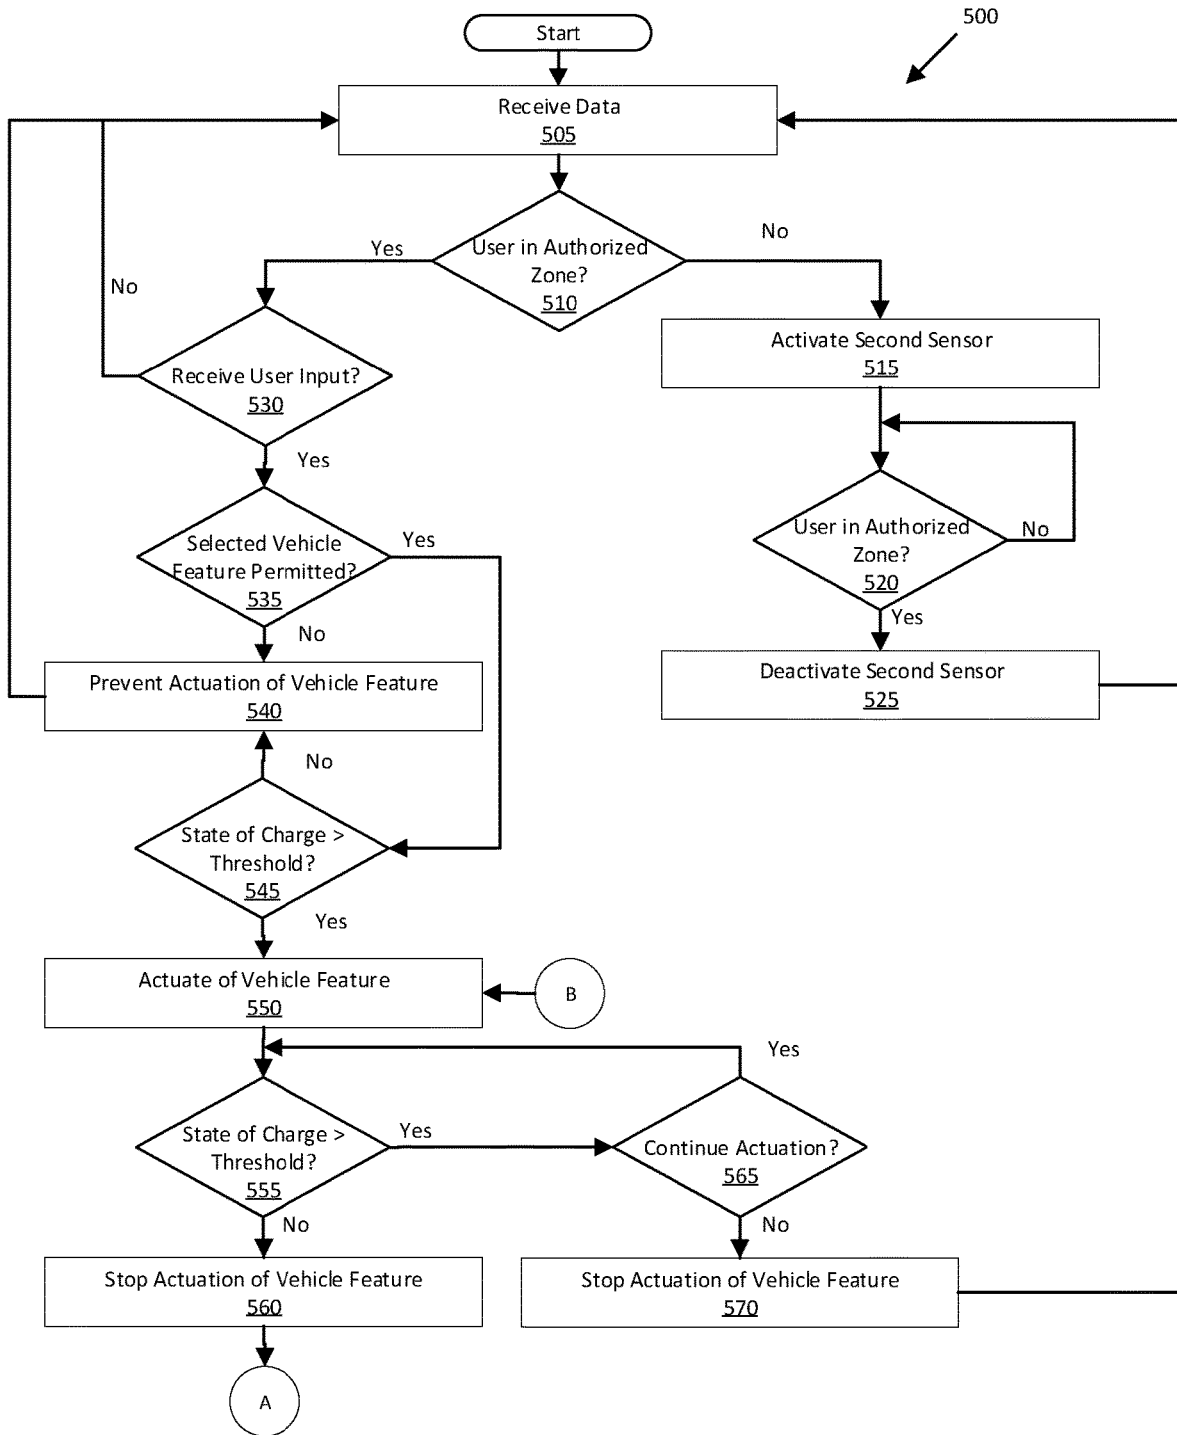 Start
500
Receive Data
505
User in Authorized
Zone?
510
Yes
No
No
Receive User Input?
530
Activate Second Sensor
515
Yes
Selected Vehicle
Feature Permitted?
535
Yes
User in Authorized
Zone?
520
No
Yes
No
Prevent Actuation of Vehicle Feature
540
Deactivate Second Sensor
525
No
State of Charge >
Threshold?
545
Yes
Actuate of Vehicle Feature
550
B
Yes
State of Charge >
Threshold?
555
Yes
Continue Actuation?
565
No
No
Stop Actuation of Vehicle Feature
560
Stop Actuation of Vehicle Feature
570
A